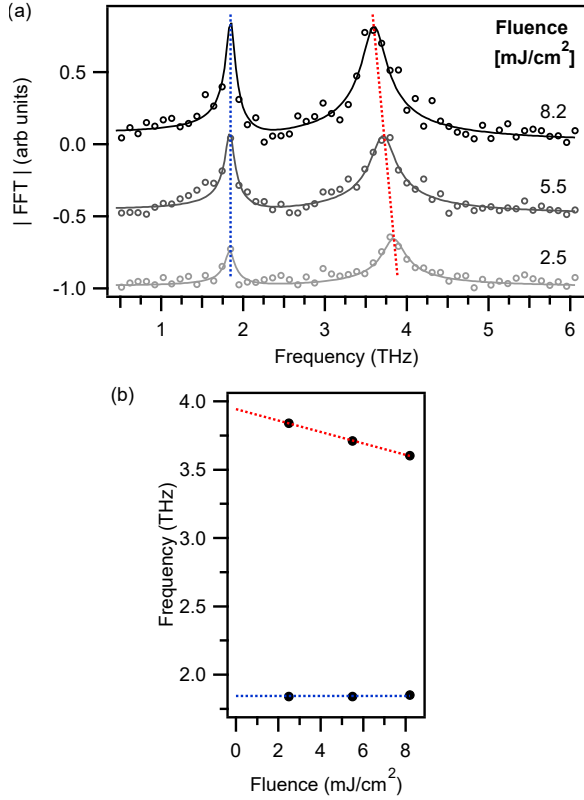 (a)
Fluence
[mJ/cm²]
8.2
5.5
2.5
0.5
0.0
-0.5
-1.0
| FFT | (arb units)
1 2 3 4 5 6
Frequency (THz)
(b)
4.0
3.5
3.0
2.5
2.0
Frequency (THz)
0 2 4 6 8
Fluence (mJ/cm²)